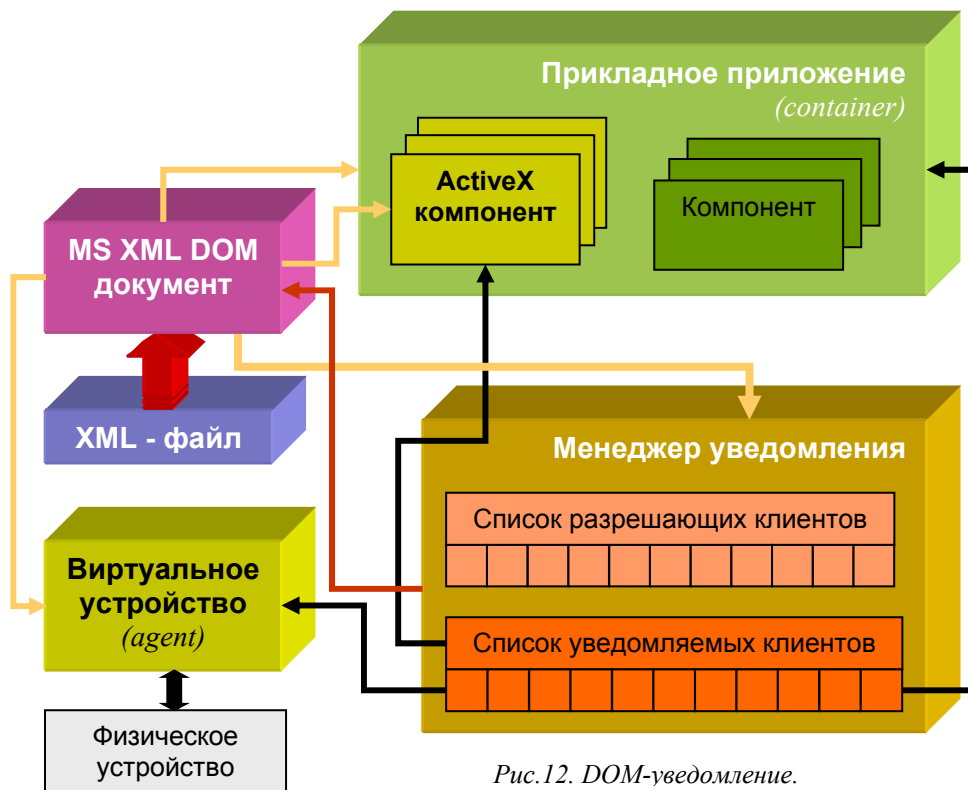 Прикладное приложение
(container)
ActiveX
компонент
Компонент
MS XML DOM
документ
XML - файл
Менеджер уведомления
Список разрешающих клиентов
Виртуальное
устройство
(agent)
Список уведомляемых клиентов
Физическое
устройство
Рис.12. DOM-уведомление.